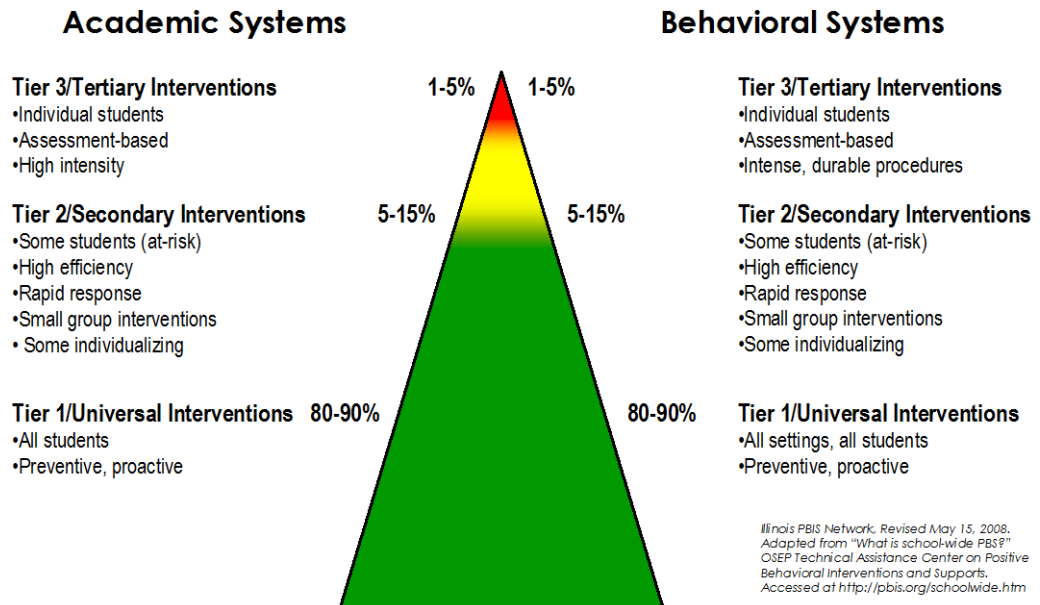 Academic Systems
Behavioral Systems
Tier 3/Tertiary Interventions
•Individual students
•Assessment-based
•High intensity
1-5%
1-5%
Tier 3/Tertiary Interventions
•Individual students
•Assessment-based
•Intense, durable procedures
Tier 2/Secondary Interventions
•Some students (at-risk)
•High efficiency
•Rapid response
•Small group interventions
• Some individualizing
5-15%
5-15%
Tier 2/Secondary Interventions
•Some students (at-risk)
•High efficiency
•Rapid response
•Small group interventions
•Some individualizing
Tier 1/Universal Interventions
•All students
•Preventive, proactive
80-90%
80-90%
Tier 1/Universal Interventions
•All settings, all students
•Preventive, proactive
Illinois PBIS Network, Revised May 15, 2008.
Adapted from “What is school-wide PBS?”
OSEP Technical Assistance Center on Positive
Behavioral Interventions and Supports.
Accessed at http://pbis.org/schoolwide.htm